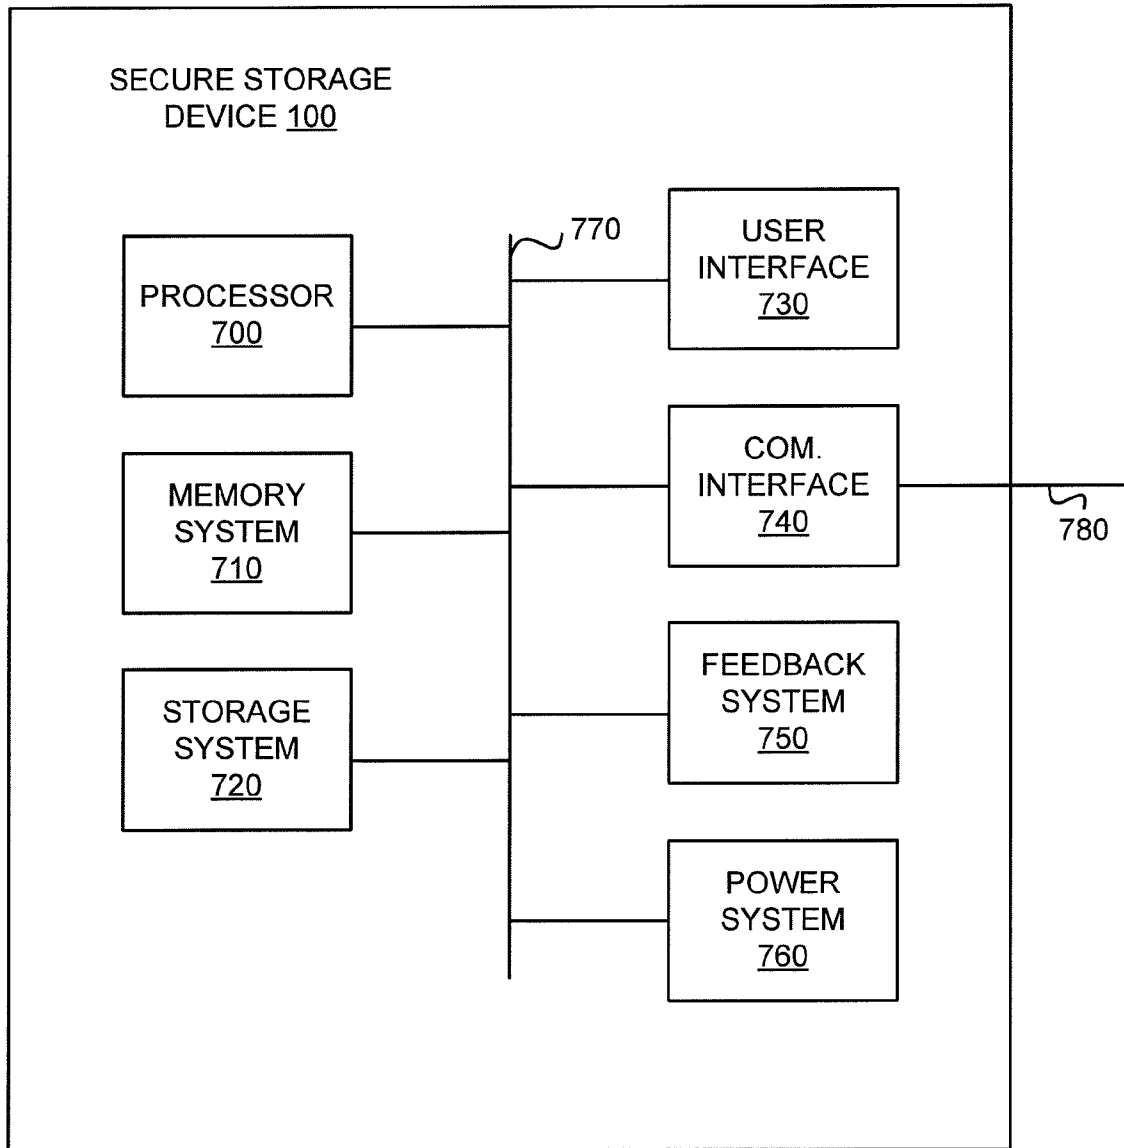 SECURE STORAGE
DEVICE 100
770
USER
INTERFACE
730
PROCESSOR
700
COM.
INTERFACE
740
780
MEMORY
SYSTEM
710
FEEDBACK
SYSTEM
750
STORAGE
SYSTEM
720
POWER
SYSTEM
760